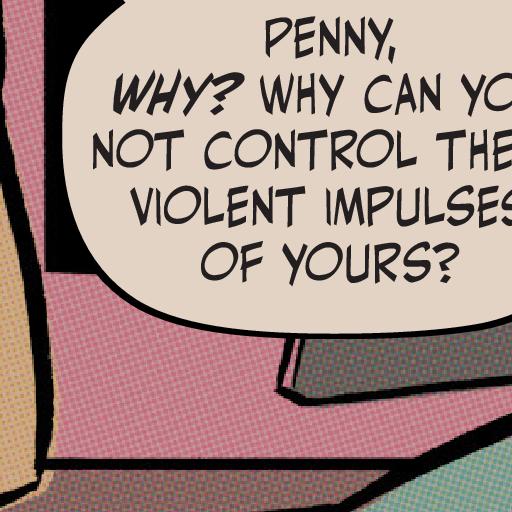 PENNY,
WHY? WHY CAN YO
NOT CONTROL THE
VIOLENT IMPULSES
OF YOURS?